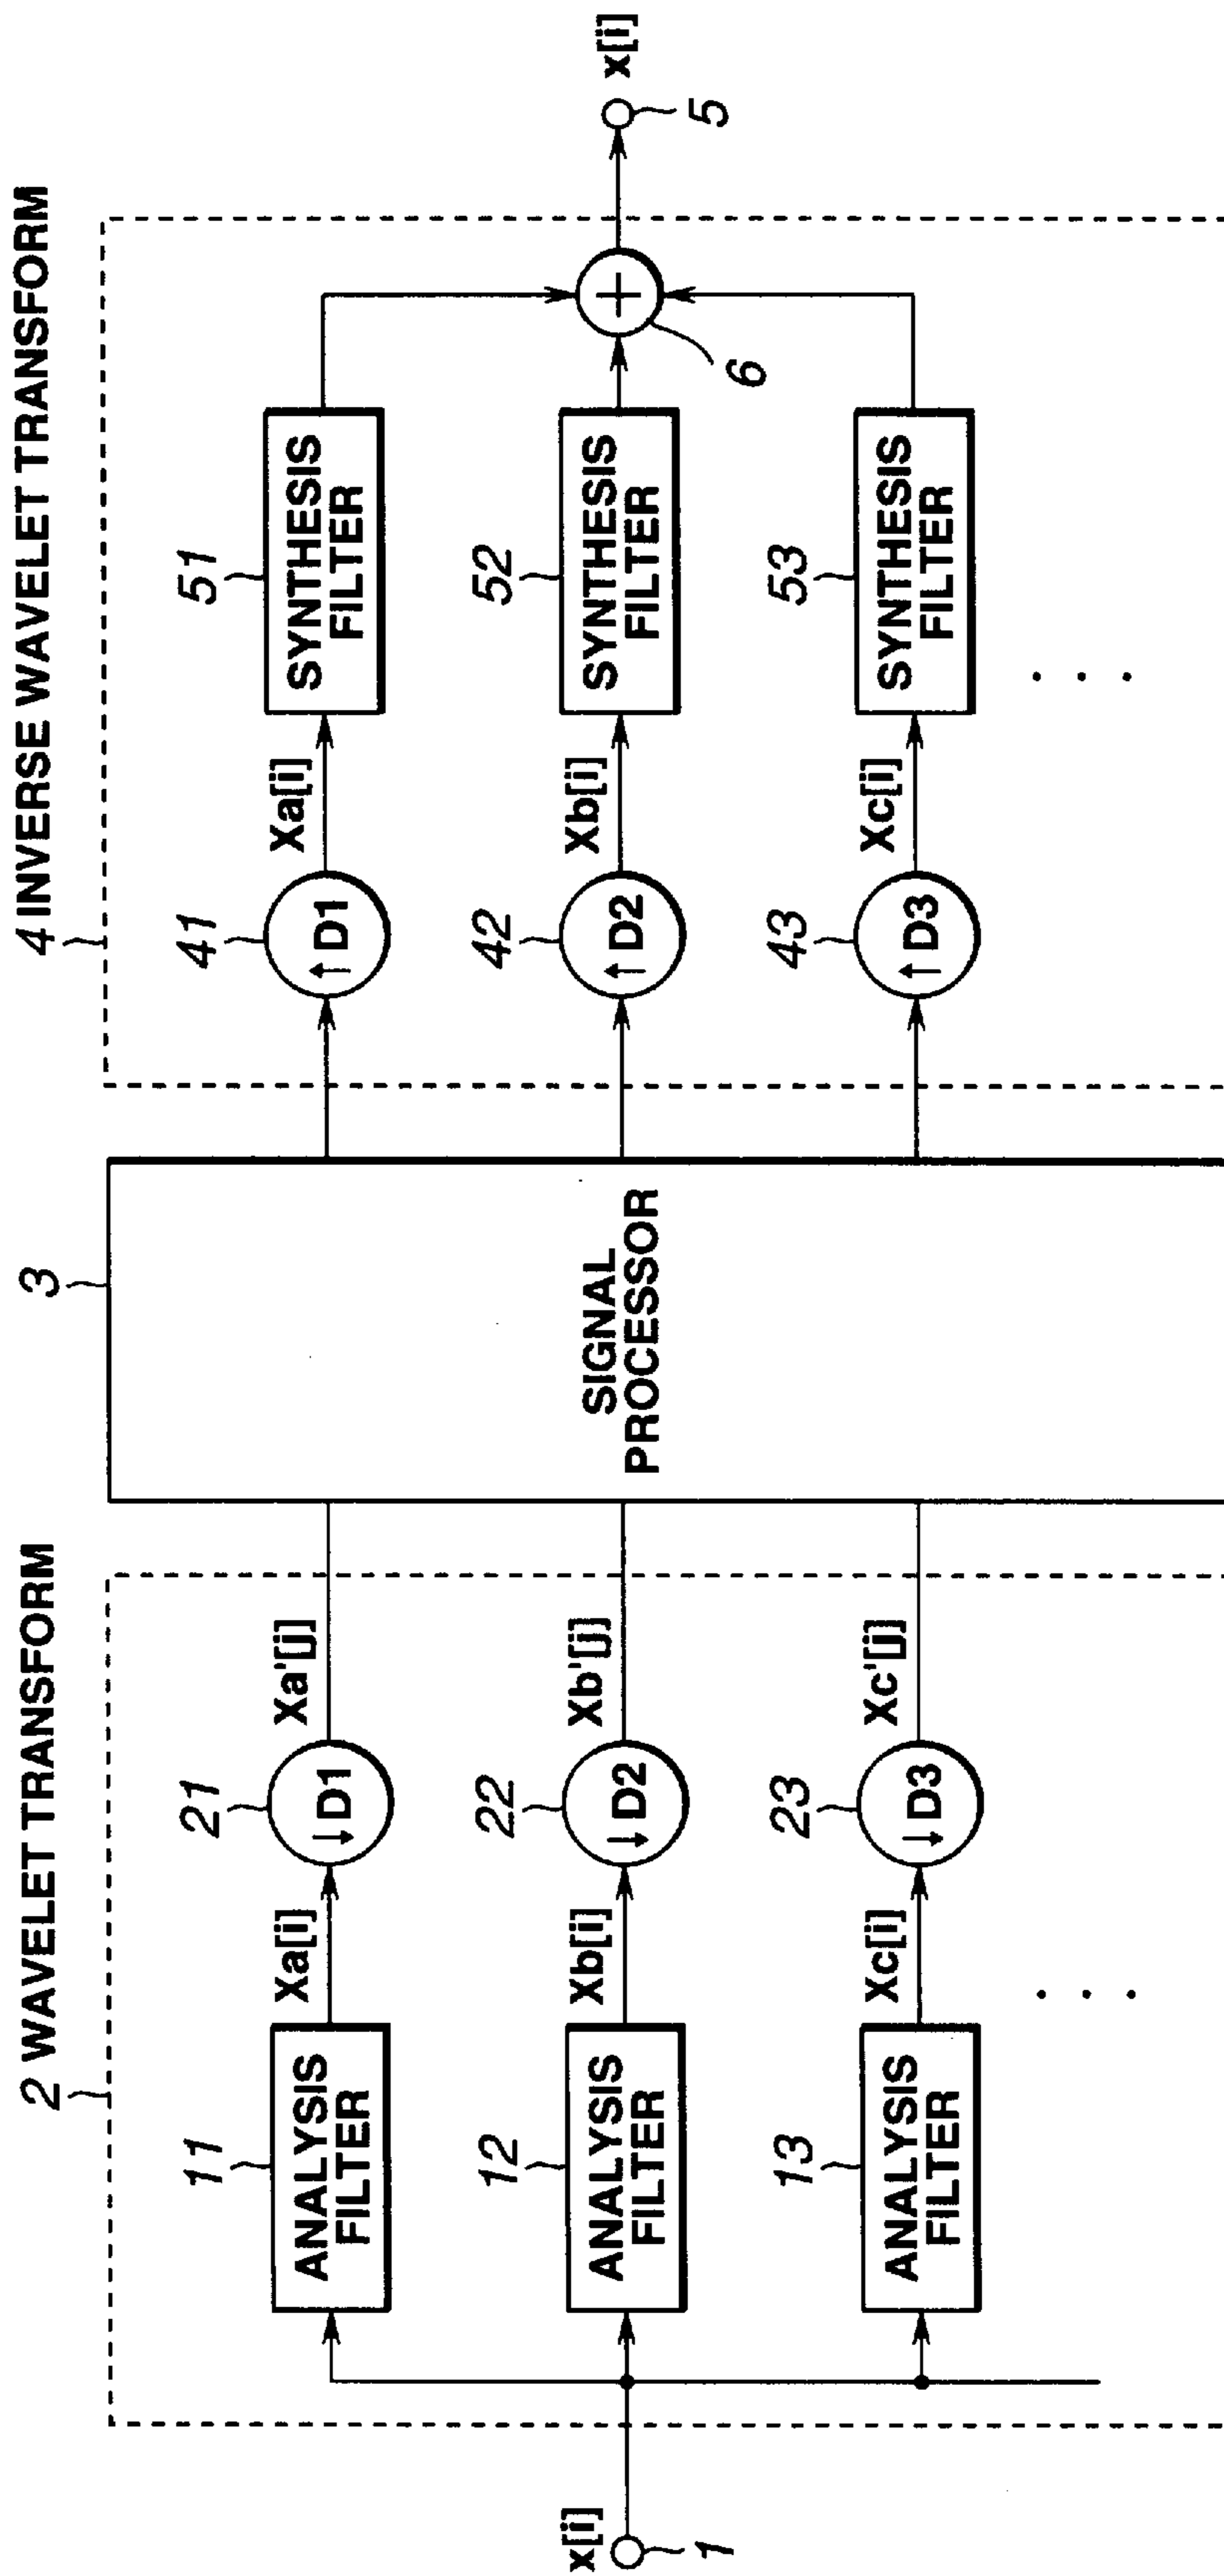 2 WAVELET TRANSFORM
3
4 INVERSE WAVELET TRANSFORM
11
ANALYSIS
FILTER
Xa[i]
21
↓D1
Xa'[j]
41
↑D1
Xa[i]
51
SYNTHESIS
FILTER
x[i]
1
12
ANALYSIS
FILTER
Xb[i]
22
↓D2
Xb'[j]
SIGNAL
PROCESSOR
42
↑D2
Xb[i]
52
SYNTHESIS
FILTER
+
6
x[i]
5
13
ANALYSIS
FILTER
Xc[i]
23
↓D3
Xc'[j]
43
↑D3
Xc[i]
53
SYNTHESIS
FILTER
. . .
. . .